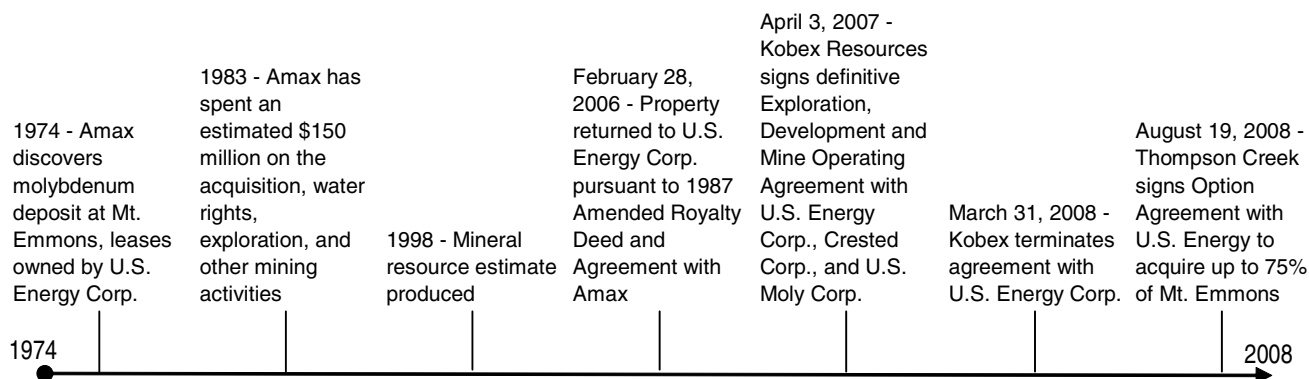 1974 - Amax
discovers
molybdenum
deposit at Mt.
Emmons, leases
owned by U.S.
Energy Corp.
1983 - Amax has
spent an
estimated $150
million on the
acquisition, water
rights,
exploration, and
other mining
activities
1998 - Mineral
resource estimate
produced
February 28,
2006 - Property
returned to U.S.
Energy Corp.
pursuant to 1987
Amended Royalty
Deed and
Agreement with
Amax
April 3, 2007 -
Kobex Resources
signs definitive
Exploration,
Development and
Mine Operating
Agreement with
U.S. Energy
Corp., Crested
Corp., and U.S.
Moly Corp.
March 31, 2008 -
Kobex terminates
agreement with
U.S. Energy Corp.
August 19, 2008 -
Thompson Creek
signs Option
Agreement with
U.S. Energy to
acquire up to 75%
of Mt. Emmons
1974
2008